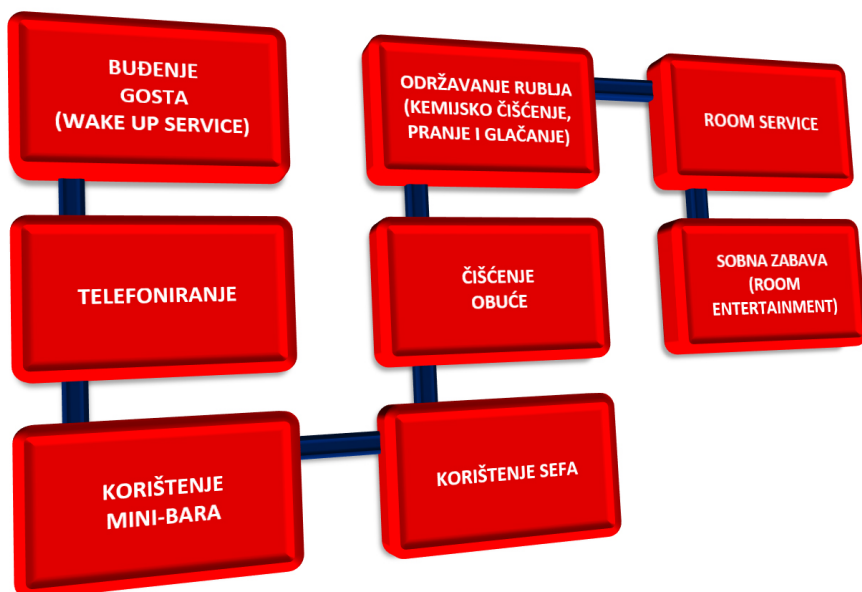 BUĐENJE
GOSTA
(WAKE UP SERVICE)
TELEFONIRANJE
KORIŠTENJE
MINI-BARA
KORIŠTENJE SEFA
ČIŠĆENJE
OBUĆE
ODRŽAVANJE RUBLJA
(KEMIJSKO ČIŠĆENJE,
PRANJE I GLAČANJE)
ROOM SERVICE
SOBNA ZABAVA
(ROOM
ENTERTAINMENT)